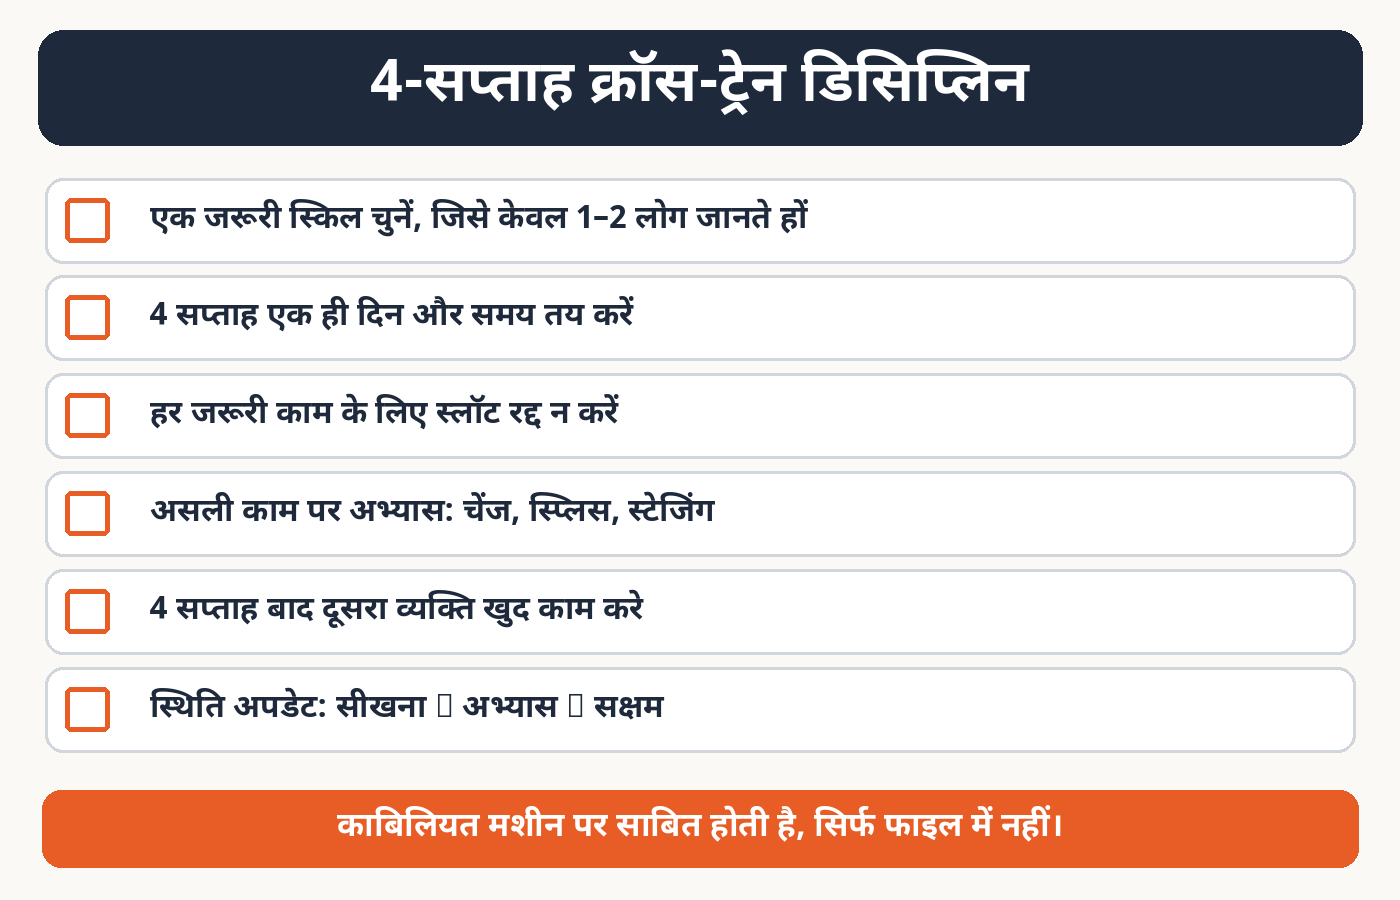 4-सप्ताह क्रॉस-ट्रेन डिसिप्लिन
एक जरूरी स्किल चुनें, जिसे केवल 1–2 लोग जानते हों
4 सप्ताह एक ही दिन और समय तय करें
हर जरूरी काम के लिए स्लॉट रद्द न करें
असली काम पर अभ्यास: चेंज, स्प्लिस, स्टेजिंग
4 सप्ताह बाद दूसरा व्यक्ति खुद काम करे
स्थिति अपडेट: सीखना ▯ अभ्यास ▯ सक्षम
काबिलियत मशीन पर साबित होती है, सिर्फ फाइल में नहीं।